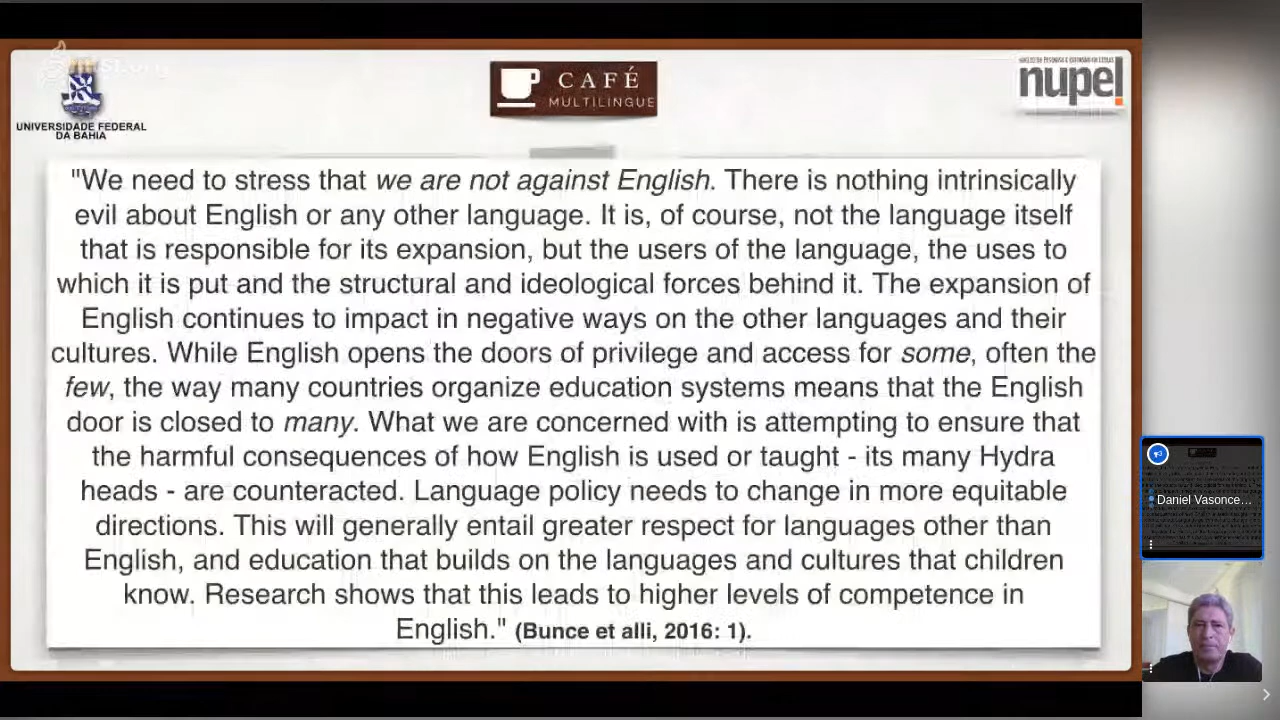 UNIVERSIDADE FEDERAL
DA BAHIA
CAFÉ
MULTILINGUE
nupel
"We need to stress that we are not against English. There is nothing intrinsically
evil about English or any other language. It is, of course, not the language itself
that is responsible for its expansion, but the users of the language, the uses to
which it is put and the structural and ideological forces behind it. The expansion of
English continues to impact in negative ways on the other languages and their
cultures. While English opens the doors of privilege and access for some, often the
few, the way many countries organize education systems means that the English
door is closed to many. What we are concerned with is attempting to ensure that
the harmful consequences of how English is used or taught - its many Hydra
heads - are counteracted. Language policy needs to change in more equitable
directions. This will generally entail greater respect for languages other than
English, and education that builds on the languages and cultures that children
know. Research shows that this leads to higher levels of competence in
English." (Bunce et alli, 2016: 1).
Daniel Vasonce...